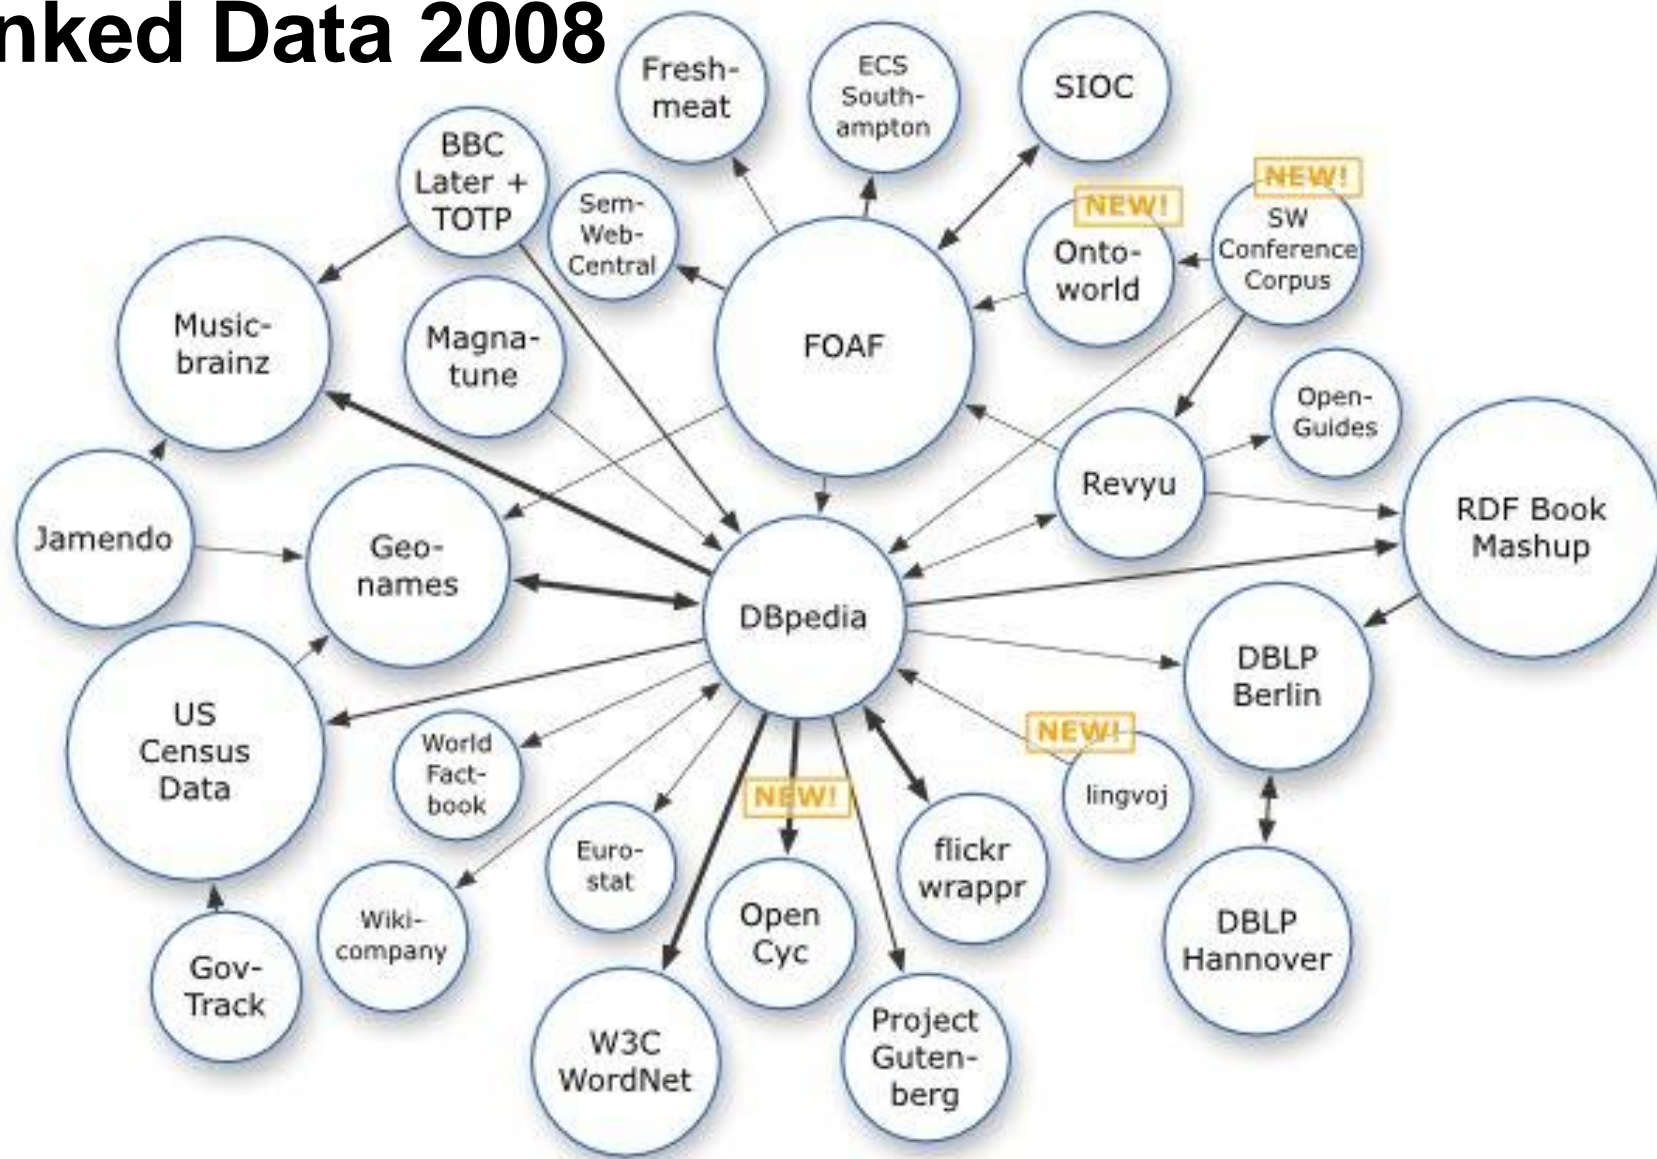 nked Data 2008
Fresh-
meat
ECS
South-
ampton
SIOC
BBC
Later +
TOTP
Sem-
Web-
Central
NEW!
Onto-
world
NEW!
SW
Conference
Corpus
Music-
brainz
Magna-
tune
FOAF
Open-
Guides
Revyu
RDF Book
Mashup
Jamendo
Geo-
names
DBpedia
DBLP
Berlin
US
Census
Data
World
Fact-
book
NEW!
lingvoj
NEW!
Euro-
stat
flickr
wrappr
Wiki-
company
Open
Cyc
DBLP
Hannover
Gov-
Track
W3C
WordNet
Project
Guten-
berg